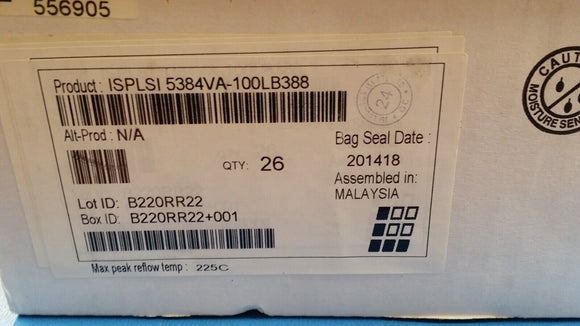 556905
Product : ISPLSI 5384VA-100LB388
Alt-Prod : N/A
24
QTY: 26
Bag Seal Date :
201418
Assembled in:
MALAYSIA
Lot ID: B220RR22
Box ID: B220RR22+001
Max peak reflow temp : 225C
CAUT
MOISTURE SEN